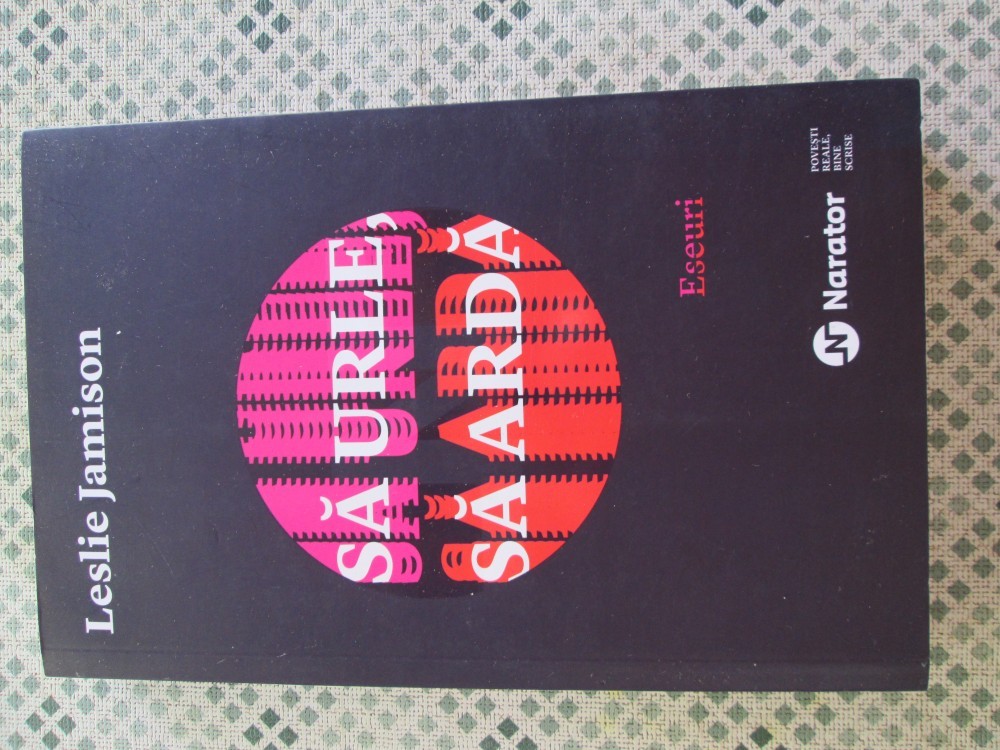 Leslie Jamison
SĂ URLE,
SĂ ARDĂ
Eseuri
Narator
POVEȘTI
REALE,
BINE
SCRISE